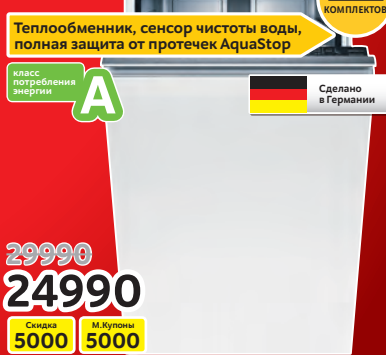 КОМПЛЕКТОВ
Теплообменник, сенсор чистоты воды,
полная защита от протечек AquaStop
класс
потребления
энергии
A
Сделано
в Германии
29990
24990
Скидка
5000
М.Купоны
5000